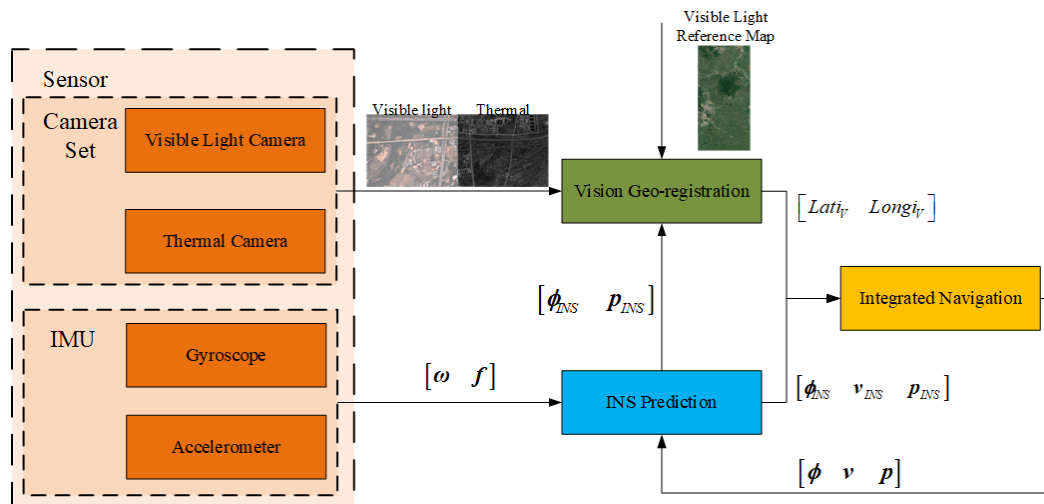 Visible Light
Reference Map
Sensor
Camera
Set
Visible Light Camera
Thermal Camera
Visible light
Thermal
Vision Geo-registration
[Lati_V Longi_V]
[ϕ_INS p_INS]
Integrated Navigation
IMU
Gyroscope
Accelerometer
[ω f]
INS Prediction
[ϕ_INS v_INS p_INS]
[ϕ v p]